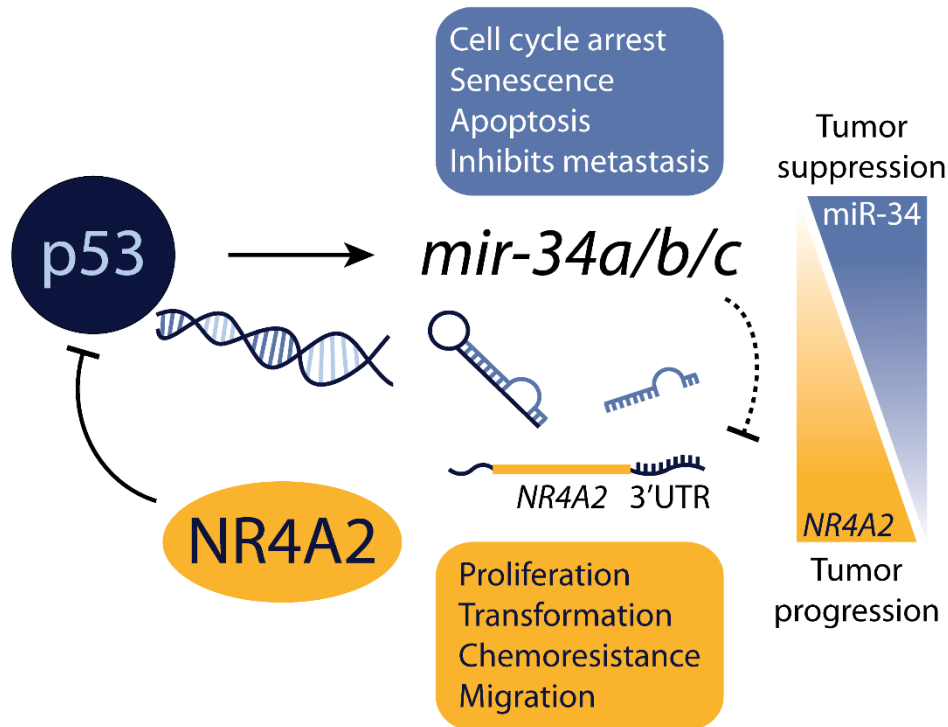 Cell cycle arrest
Senescence
Apoptosis
Inhibits metastasis
Tumor
suppression
p53
mir-34a/b/c
miR-34
NR4A2 3’UTR
NR4A2
NR4A2
Tumor
progression
Proliferation
Transformation
Chemoresistance
Migration